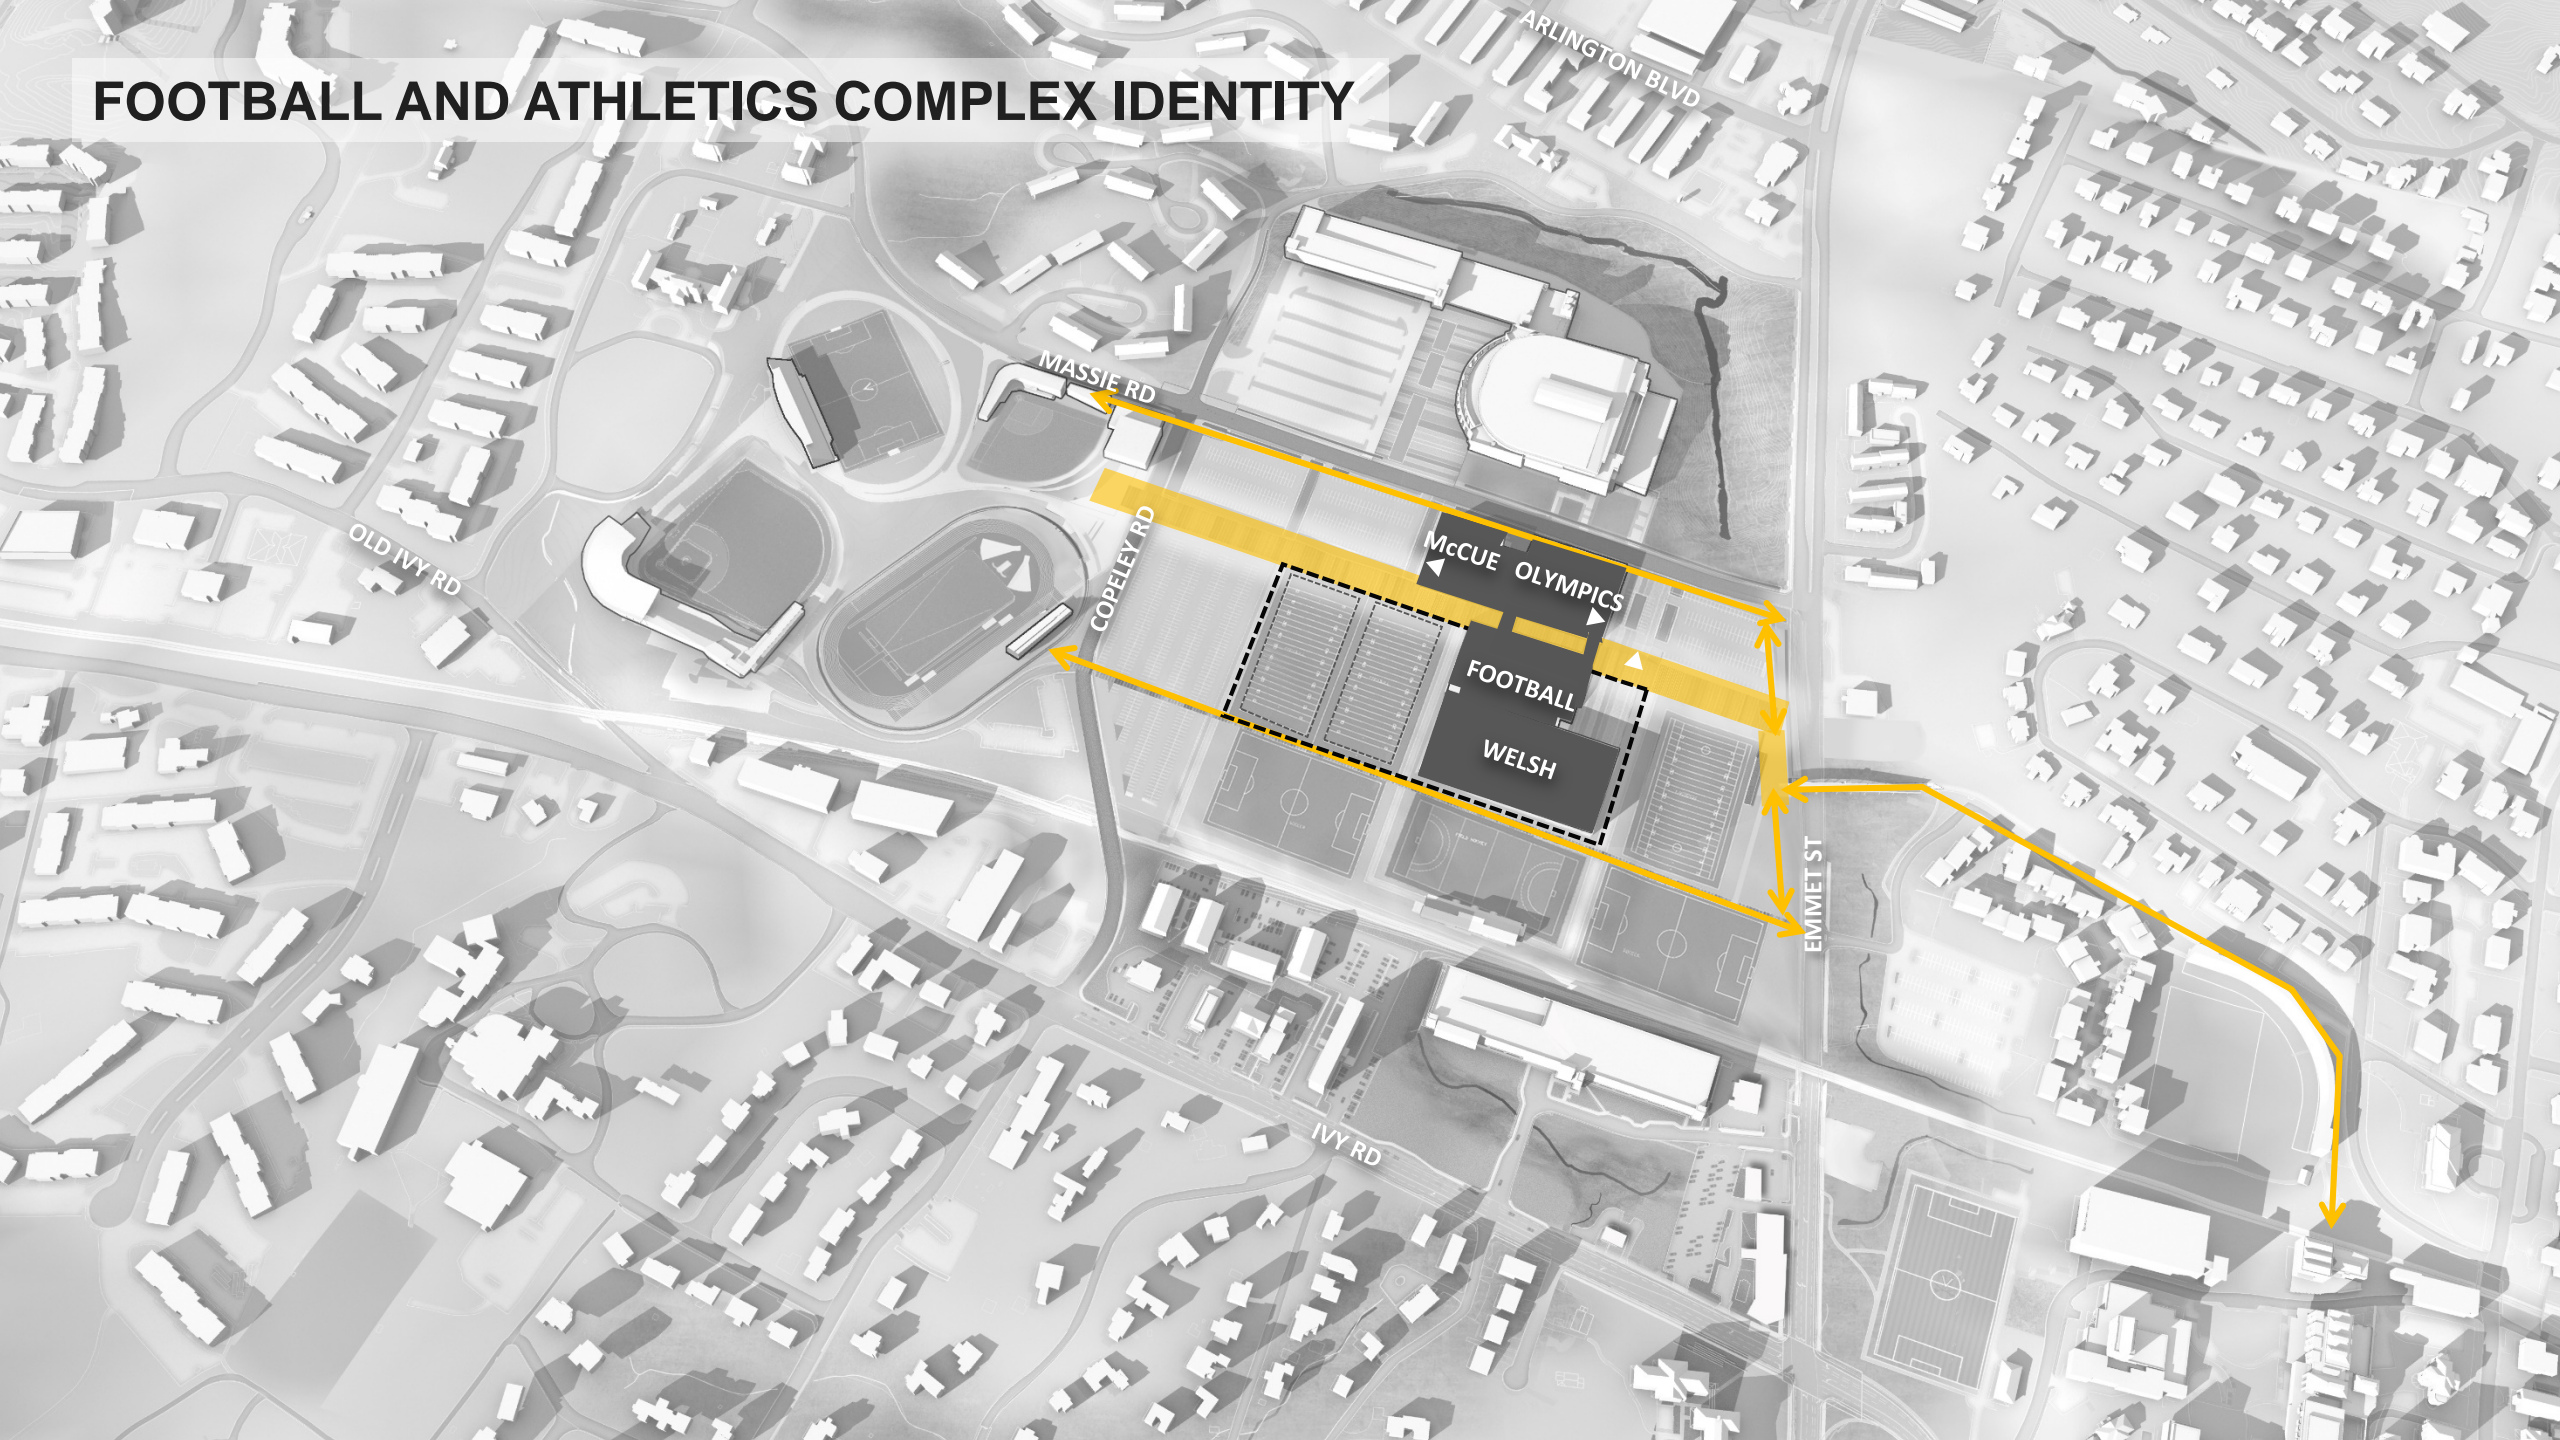 FOOTBALL AND ATHLETICS COMPLEX IDENTITY
ARLINGTON BLVD
MASSIE RD
OLD IVY RD
COPELEY RD
McCUE
OLYMPICS
FOOTBALL
WELSH
EMMET ST
IVY RD